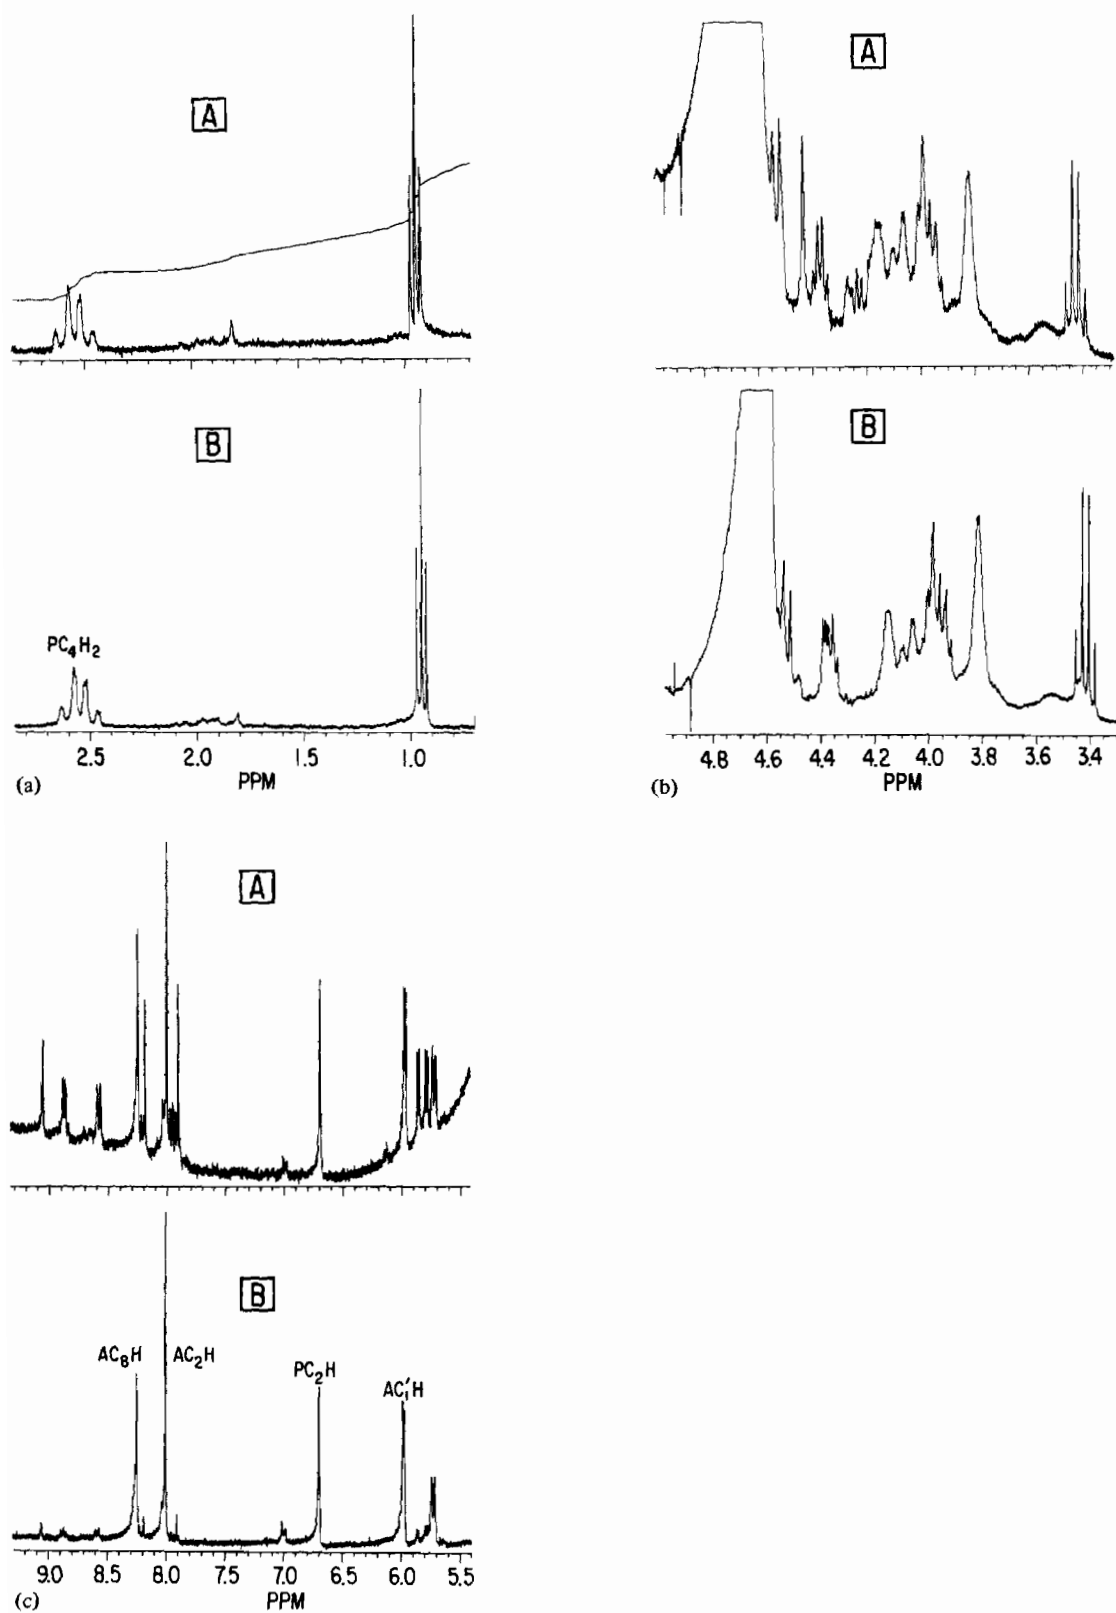 A
B
PC₄H₂
2.5 2.0 1.5 1.0
PPM
(a)
A
B
4.8 4.6 4.4 4.2 4.0 3.8 3.6 3.4
PPM
(b)
A
B
AC₈H AC₂H PC₂H AC₁'H
9.0 8.5 8.0 7.5 7.0 6.5 6.0 5.5
PPM
(c)